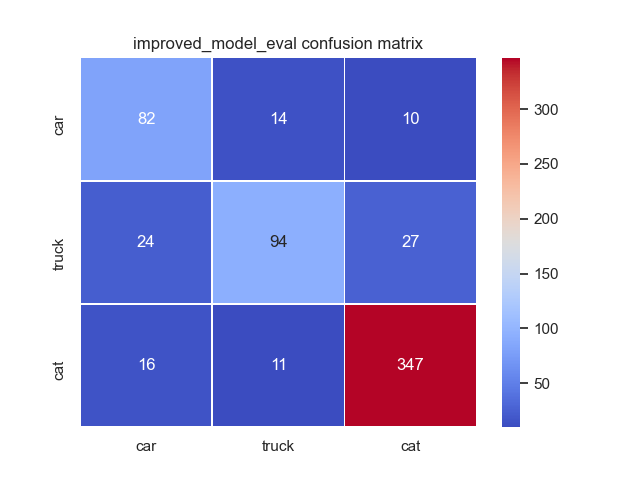 improved_model_eval confusion matrix
car
82
14
10
truck
24
94
27
cat
16
11
347
car
truck
cat
300
250
200
150
100
50